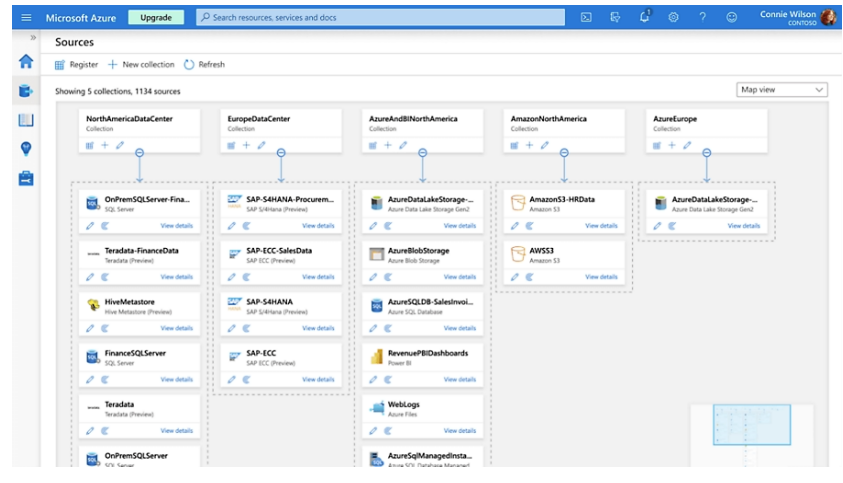 Microsoft Azure
Upgrade
Search resources, services and docs
1
Connie Wilson
CONTOSO
Sources
Register
New collection
Refresh
Showing 5 collections, 1134 sources
Map view
NorthAmericaDataCenter
Collection
EuropeDataCenter
Collection
AzureAndBINorthAmerica
Collection
AmazonNorthAmerica
Collection
AzureEurope
Collection
OnPremSQLServer-Fina...
SQL Server
View details
Teradata-FinanceData
Teradata (Preview)
View details
HiveMetastore
Hive Metastore (Preview)
View details
FinanceSQLServer
SQL Server
View details
Teradata
Teradata (Preview)
View details
OnPremSQLServer
SQL Server
SAP-S4HANA-Procurem...
SAP S/4Hana (Preview)
View details
SAP-ECC-SalesData
SAP ECC (Preview)
View details
SAP-S4HANA
SAP S/4Hana (Preview)
View details
SAP-ECC
SAP ECC (Preview)
View details
AzureDataLakeStorage-...
Azure Data Lake Storage Gen2
View details
AzureBlobStorage
Azure Blob Storage
View details
AzureSQLDB-SalesInvoi...
Azure SQL Database
View details
RevenuePBIDashboards
Power BI
View details
WebLogs
Azure Files
View details
AzureSqlManagedInsta...
Azure SQL Database Managed
AmazonS3-HRData
Amazon S3
View details
AWSS3
Amazon S3
View details
AzureDataLakeStorage-...
Azure Data Lake Storage Gen2
View details